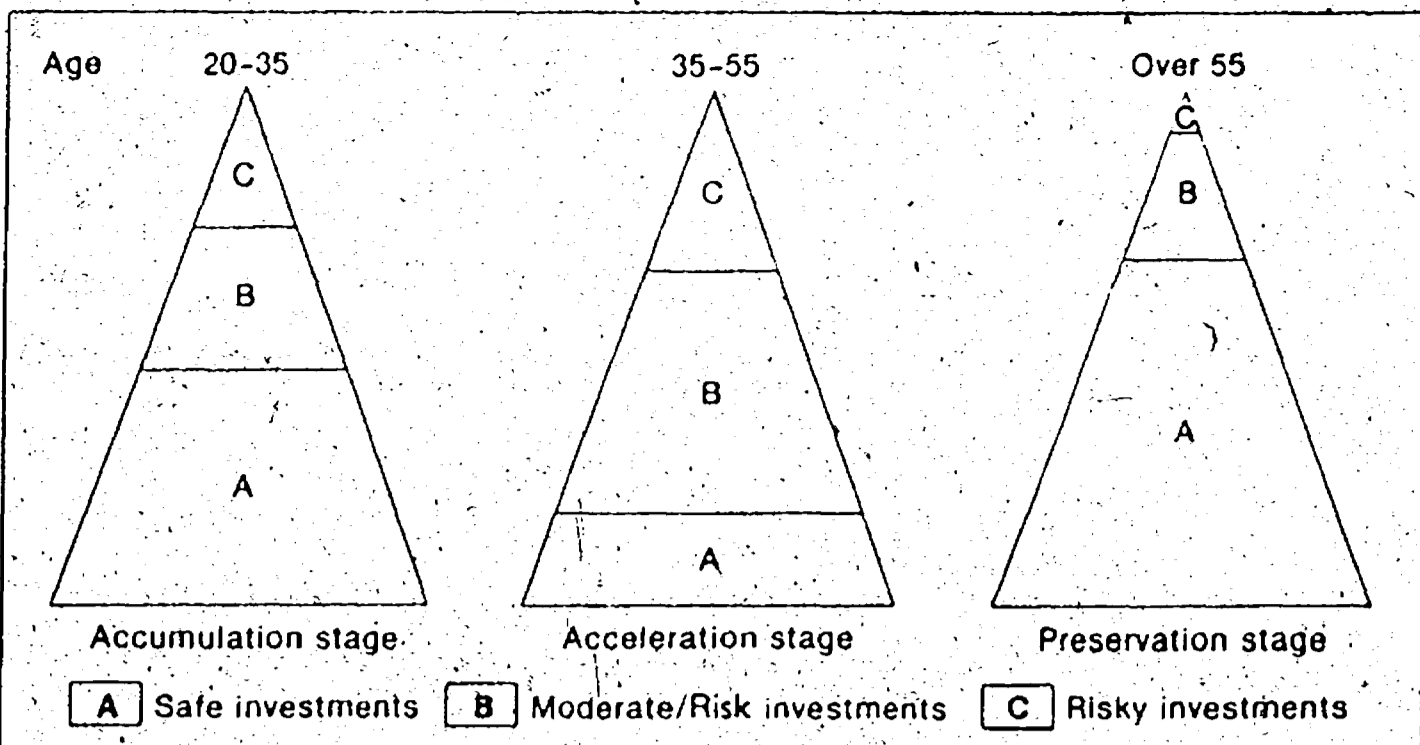 Age 20-35 35-55 Over 55
C C C
B B B
A A A
Accumulation stage Acceleration stage Preservation stage
A Safe investments B Moderate/Risk investments C Risky investments